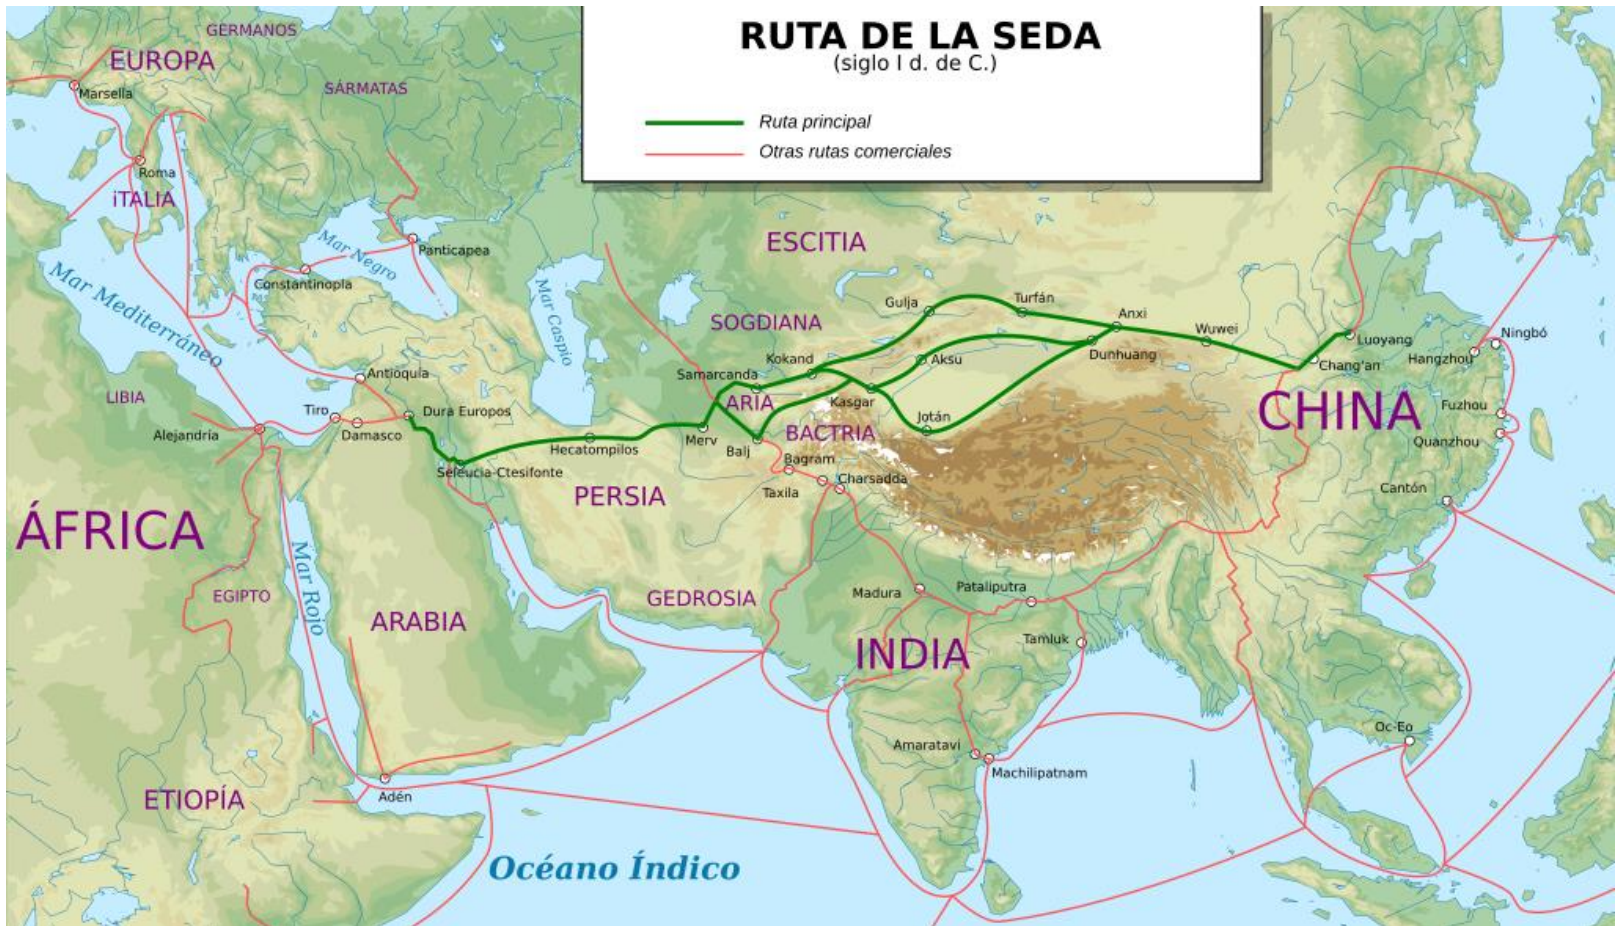 RUTA DE LA SEDA
(siglo I d. de C.)
Ruta principal
Otras rutas comerciales
GERMANOS
EUROPA
SÁRMATAS
Marsella
Roma
iTALIA
Mar Negro
Panticapea
Constantinopla
Mar Mediterráneo
Mar Caspio
ESCITIA
Gulja
Turfán
Anxi
Wuwei
SOGDIANA
Luoyang
Ningbó
Kokand
Aksu
Dunhuang
Hangzhou
Chang'an
Antioquía
Samarcanda
LIBIA
ARIA
Kasgar
CHINA
Fuzhou
Tiro
Dura Europos
Jotán
Alejandría
Damasco
Merv
BACTRIA
Quanzhou
Hecatompilos
Balj
Bagram
Seleucia-Ctesifonte
Charsadda
PERSIA
Taxila
Cantón
ÁFRICA
Mar Rojo
EGIPTO
GEDROSIA
Madura
Pataliputra
ARABIA
INDIA
Tamluk
Oc-Eo
Amaratavi
Machilipatnam
ETIOPÍA
Adén
Océano Índico